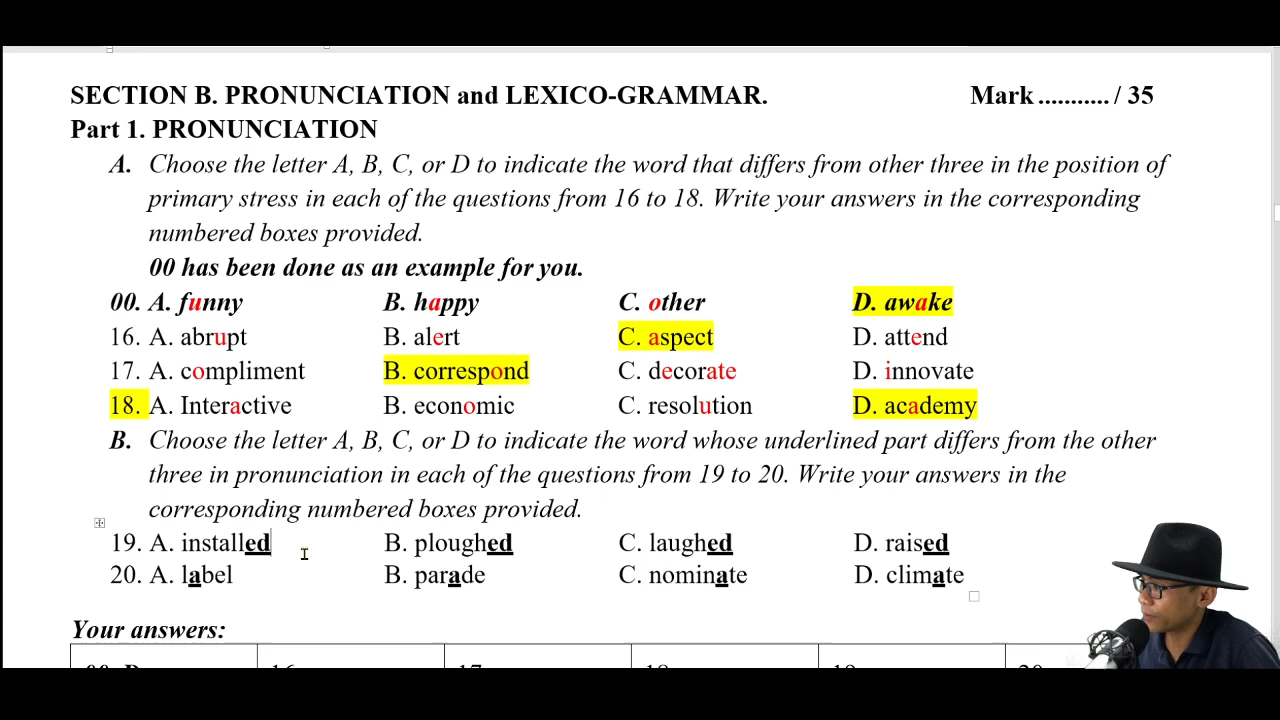 SECTION B. PRONUNCIATION and LEXICO-GRAMMAR. Mark ........... / 35
Part 1. PRONUNCIATION
A. Choose the letter A, B, C, or D to indicate the word that differs from other three in the position of
primary stress in each of the questions from 16 to 18. Write your answers in the corresponding
numbered boxes provided.
00 has been done as an example for you.
00. A. funny B. happy C. other D. awake
16. A. abrupt B. alert C. aspect D. attend
17. A. compliment B. correspond C. decorate D. innovate
18. A. Interactive B. economic C. resolution D. academy
B. Choose the letter A, B, C, or D to indicate the word whose underlined part differs from the other
three in pronunciation in each of the questions from 19 to 20. Write your answers in the
corresponding numbered boxes provided.
19. A. installed B. ploughed C. laughed D. raised
20. A. label B. parade C. nominate D. climate
Your answers: